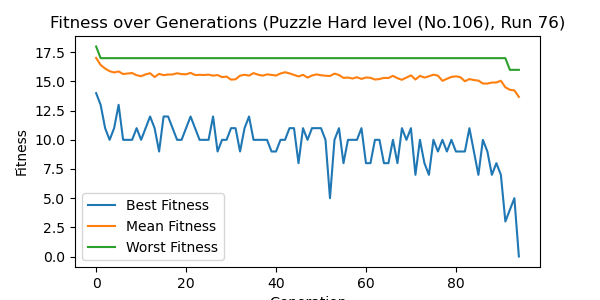 Fitness over Generations (Puzzle Hard level (No.106), Run 76)
Fitness
17.5
15.0
12.5
10.0
7.5
5.0
2.5
0.0
Best Fitness
Mean Fitness
Worst Fitness
0 20 40 60 80
Generation